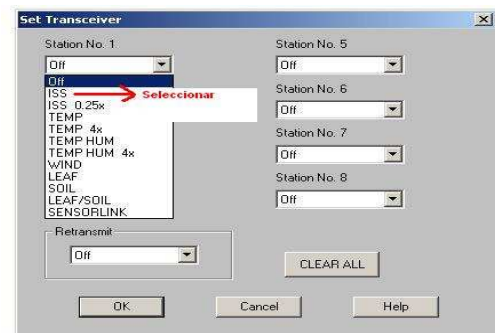 Set Transceiver
Station No. 1
Off
Off
ISS
Seleccionar
ISS 0.25x
TEMP
TEMP 4x
TEMP HUM
TEMP HUM 4x
WIND
LEAF
SOIL
LEAF/SOIL
SENSORLINK
Station No. 5
Off
Station No. 6
Off
Station No. 7
Off
Station No. 8
Off
Retransmit
Off
CLEAR ALL
OK
Cancel
Help